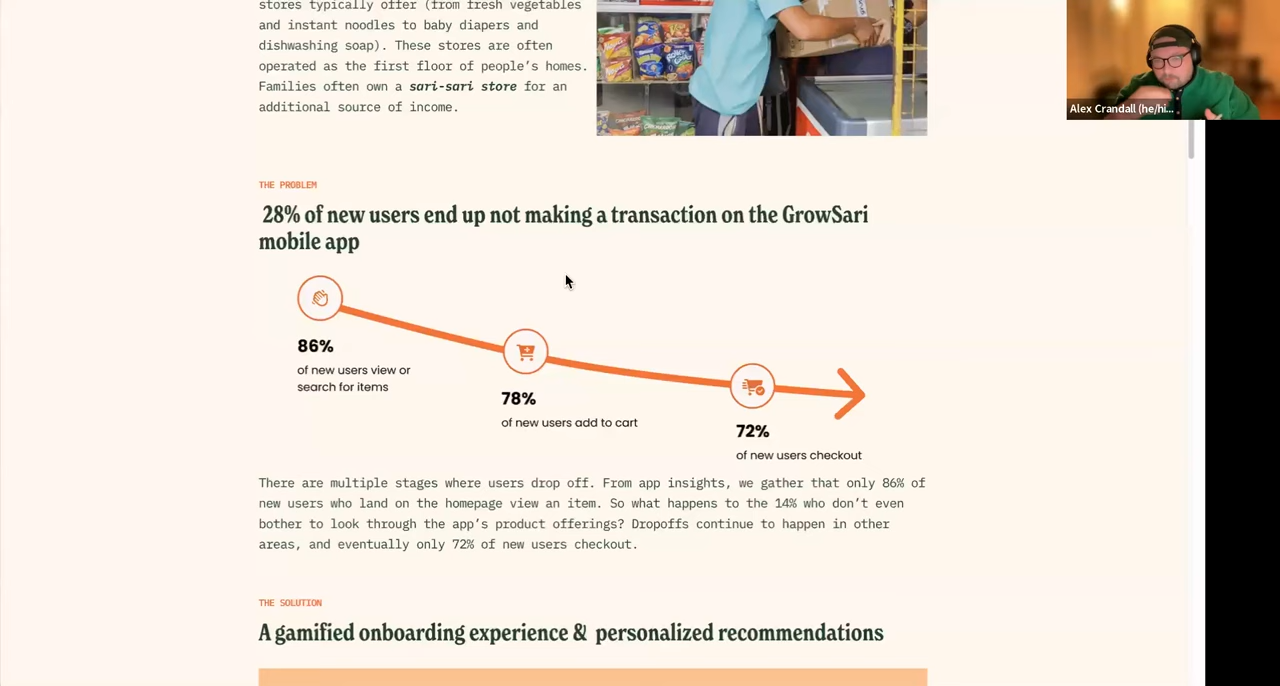 stores typically offer (from fresh vegetables
and instant noodles to baby diapers and
dishwashing soap). These stores are often
operated as the first floor of people’s homes.
Families often own a sari-sari store for an
additional source of income.
Alex Crandall (he/hi...
THE PROBLEM
28% of new users end up not making a transaction on the GrowSari
mobile app
86%
of new users view or
search for items
78%
of new users add to cart
72%
of new users checkout
There are multiple stages where users drop off. From app insights, we gather that only 86% of
new users who land on the homepage view an item. So what happens to the 14% who don’t even
bother to look through the app’s product offerings? Dropoffs continue to happen in other
areas, and eventually only 72% of new users checkout.
THE SOLUTION
A gamified onboarding experience & personalized recommendations